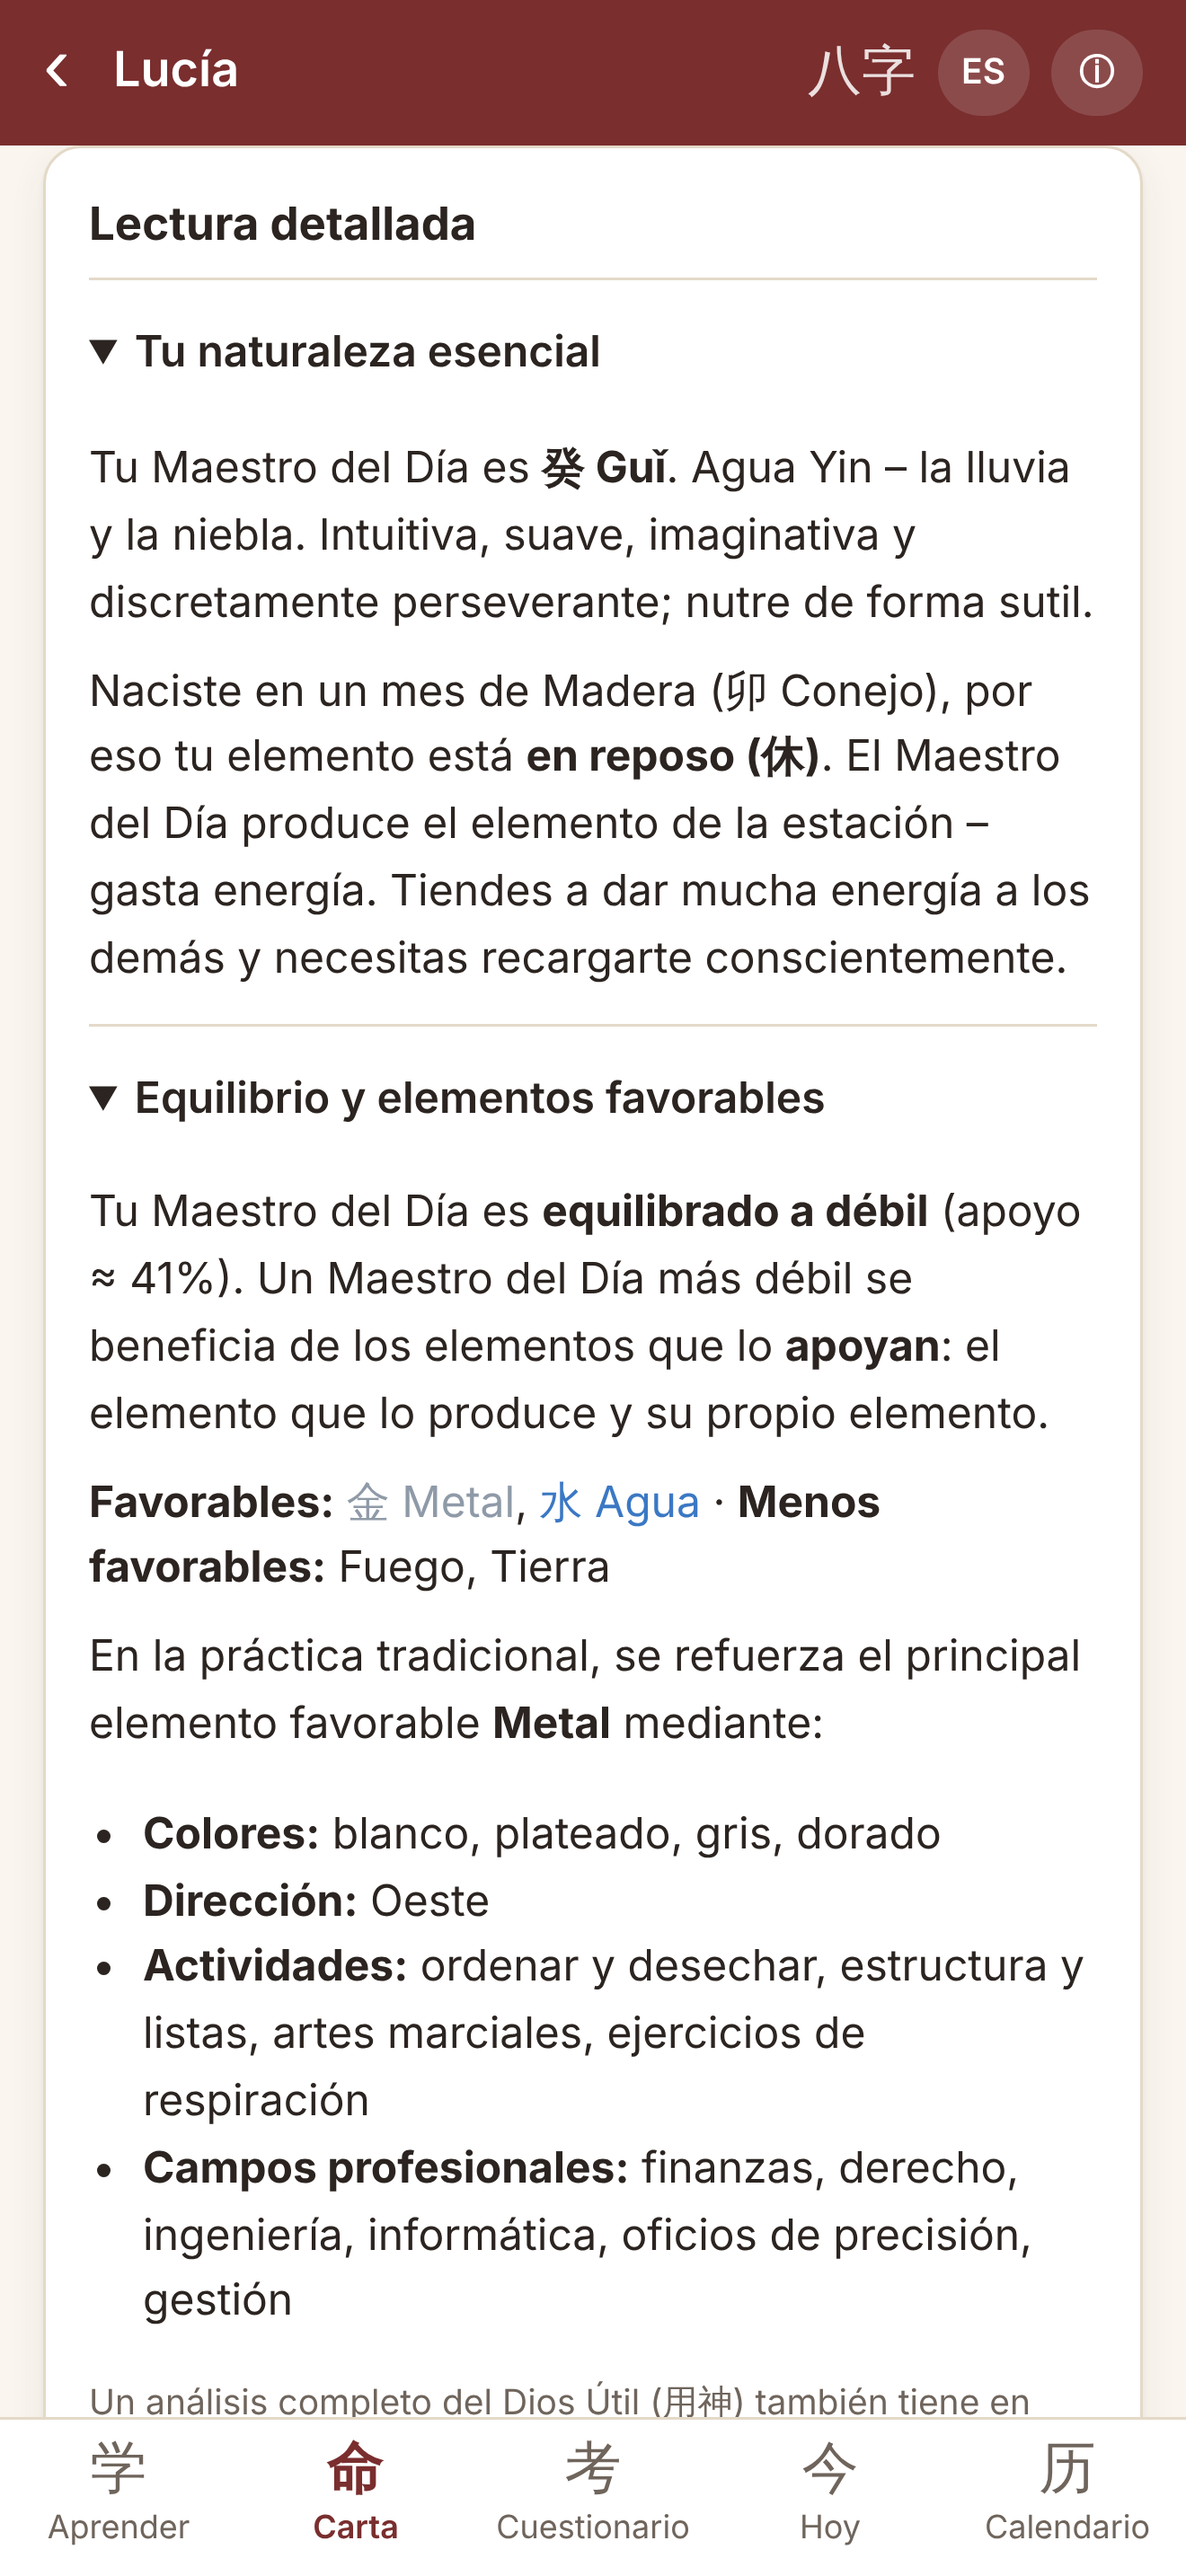 Lucía
八字
ES
Lectura detallada
▼ Tu naturaleza esencial
Tu Maestro del Día es 癸 Guǐ. Agua Yin – la lluvia
y la niebla. Intuitiva, suave, imaginativa y
discretamente perseverante; nutre de forma sutil.
Naciste en un mes de Madera (卯 Conejo), por
eso tu elemento está en reposo (休). El Maestro
del Día produce el elemento de la estación –
gasta energía. Tiendes a dar mucha energía a los
demás y necesitas recargarte conscientemente.
▼ Equilibrio y elementos favorables
Tu Maestro del Día es equilibrado a débil (apoyo
≈ 41%). Un Maestro del Día más débil se
beneficia de los elementos que lo apoyan: el
elemento que lo produce y su propio elemento.
Favorables: 金 Metal, 水 Agua · Menos
favorables: Fuego, Tierra
En la práctica tradicional, se refuerza el principal
elemento favorable Metal mediante:
• Colores: blanco, plateado, gris, dorado
• Dirección: Oeste
• Actividades: ordenar y desechar, estructura y
listas, artes marciales, ejercicios de
respiración
• Campos profesionales: finanzas, derecho,
ingeniería, informática, oficios de precisión,
gestión
Un análisis completo del Dios Útil (用神) también tiene en
学 命 考 今 历
Aprender Carta Cuestionario Hoy Calendario